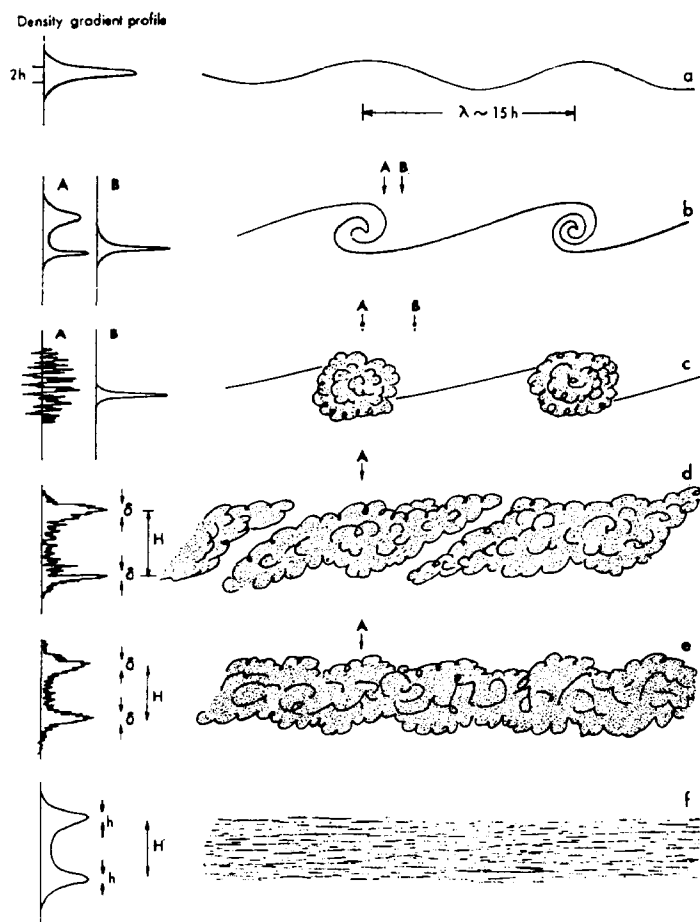 Density gradient profile
2h
a
λ ~ 15 h
A B
A B
b
A B
A B
c
A
d
δ
H
δ
A
e
δ
H
δ
f
h
H
h